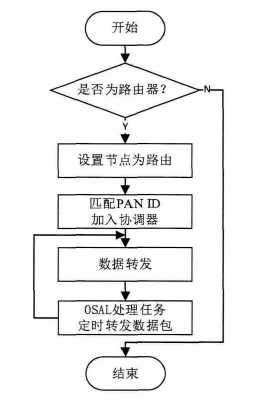 开始
是否为路由器？
N
Y
设置节点为路由
匹配PAN ID
加入协调器
数据转发
OSAL处理任务
定时转发数据包
结束